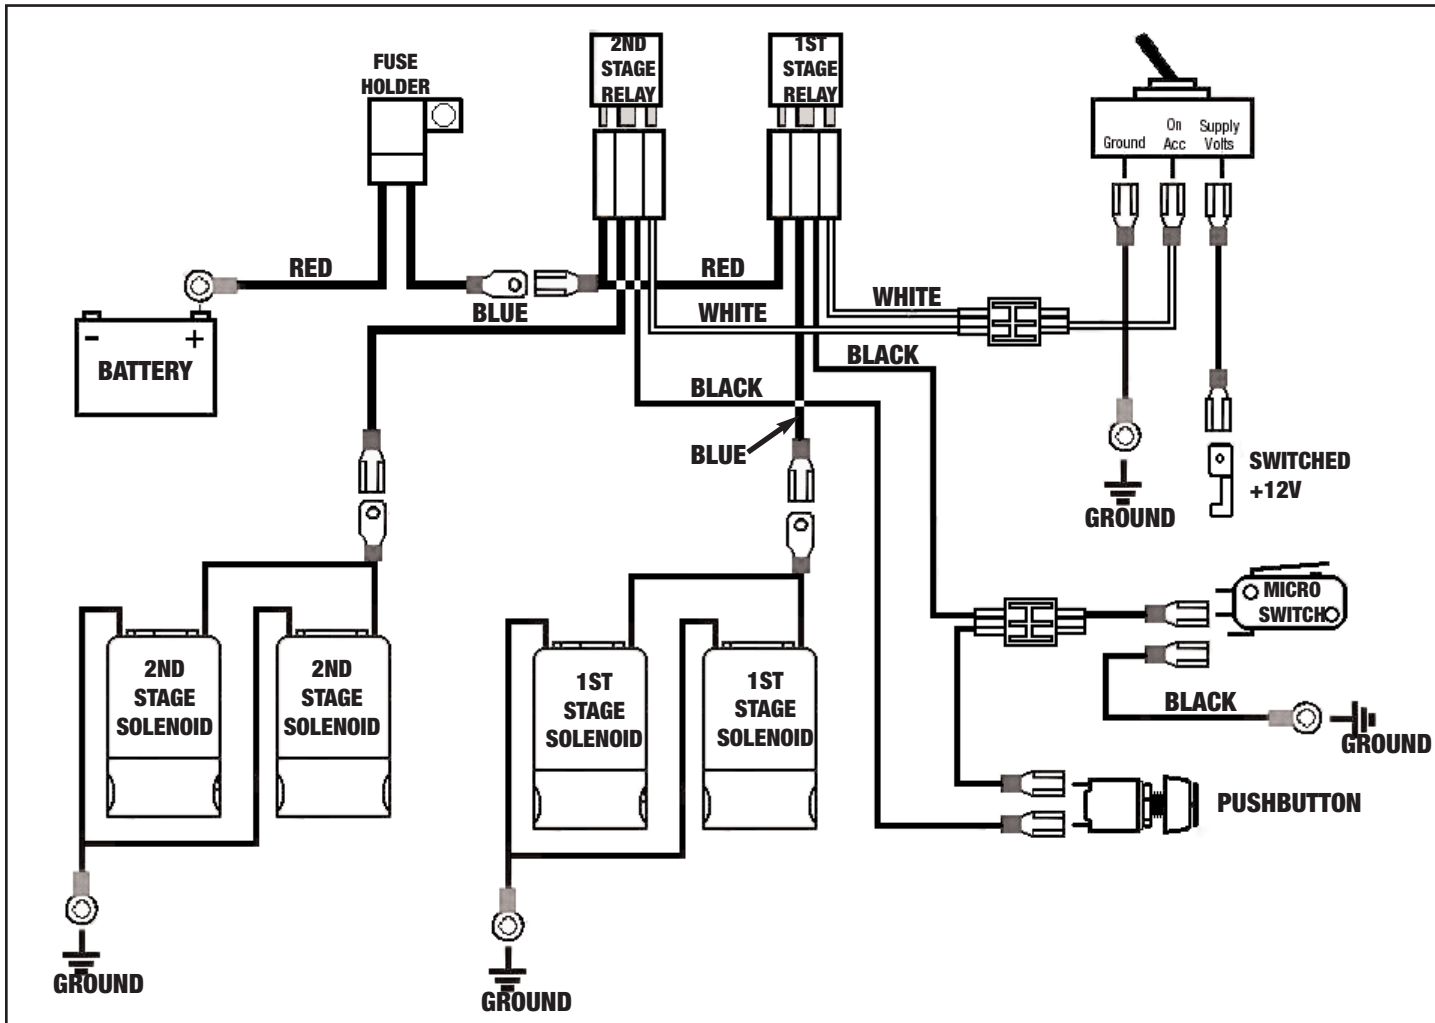 FUSE
HOLDER
2ND
STAGE
RELAY
1ST
STAGE
RELAY
Ground
On
Acc
Supply
Volts
RED
RED
BLUE
WHITE
WHITE
-
+
BATTERY
BLACK
BLACK
BLUE
SWITCHED
+12V
GROUND
MICRO
SWITCH
2ND
STAGE
SOLENOID
2ND
STAGE
SOLENOID
1ST
STAGE
SOLENOID
1ST
STAGE
SOLENOID
BLACK
GROUND
PUSHBUTTON
GROUND
GROUND